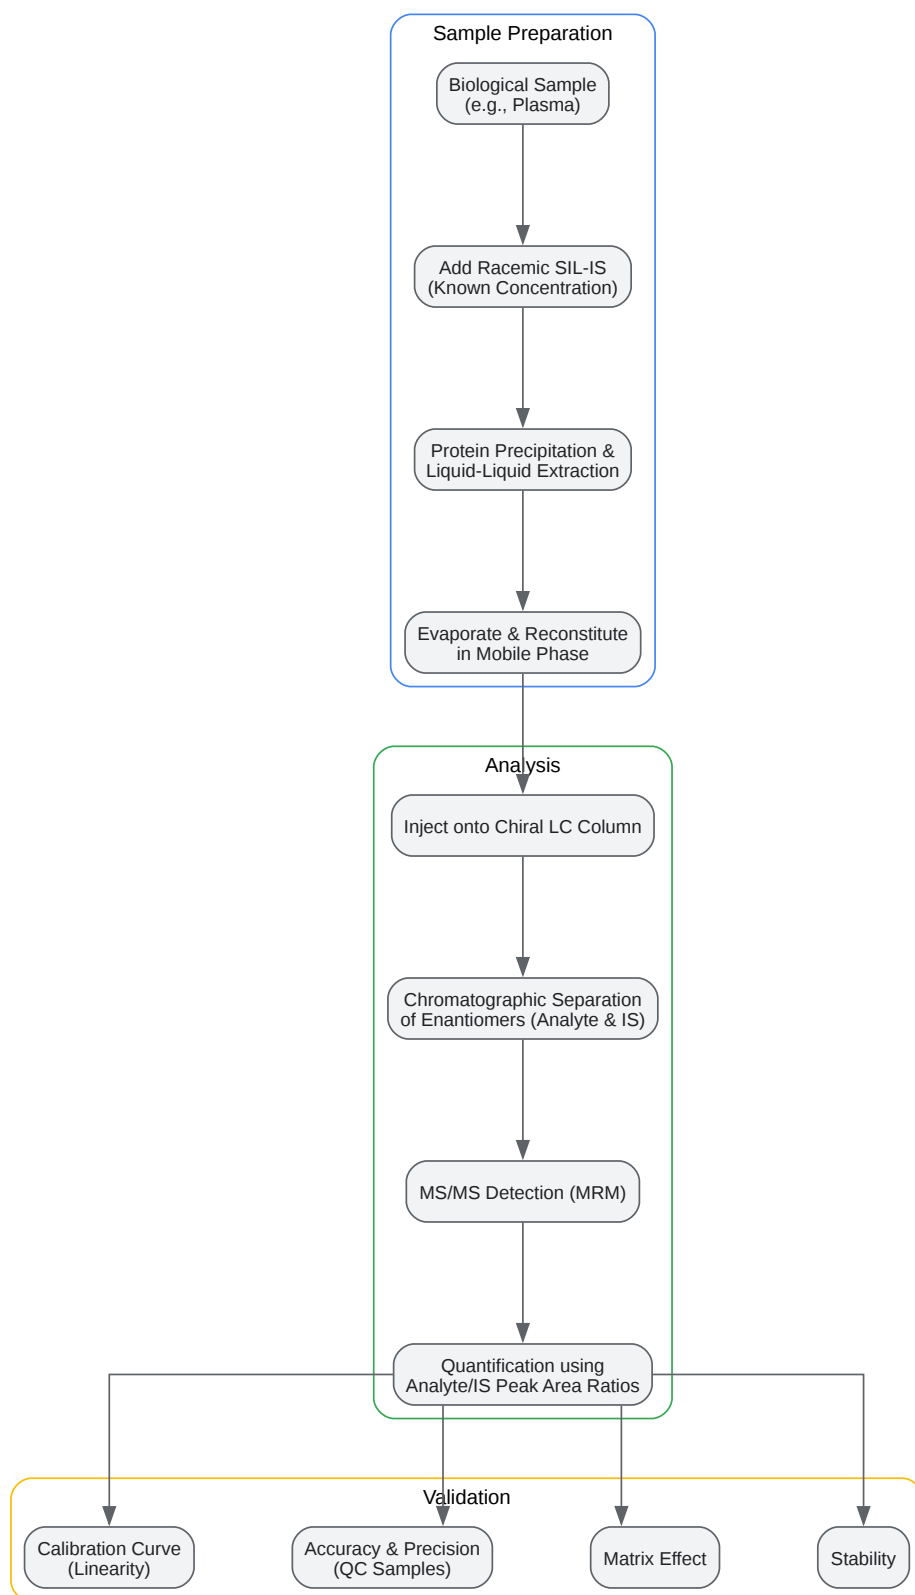 Sample Preparation
Biological Sample
(e.g., Plasma)
Add Racemic SIL-IS
(Known Concentration)
Protein Precipitation &
Liquid-Liquid Extraction
Evaporate & Reconstitute
in Mobile Phase
Analysis
Inject onto Chiral LC Column
Chromatographic Separation
of Enantiomers (Analyte & IS)
MS/MS Detection (MRM)
Quantification using
Analyte/IS Peak Area Ratios
Validation
Calibration Curve
(Linearity)
Accuracy & Precision
(QC Samples)
Matrix Effect
Stability